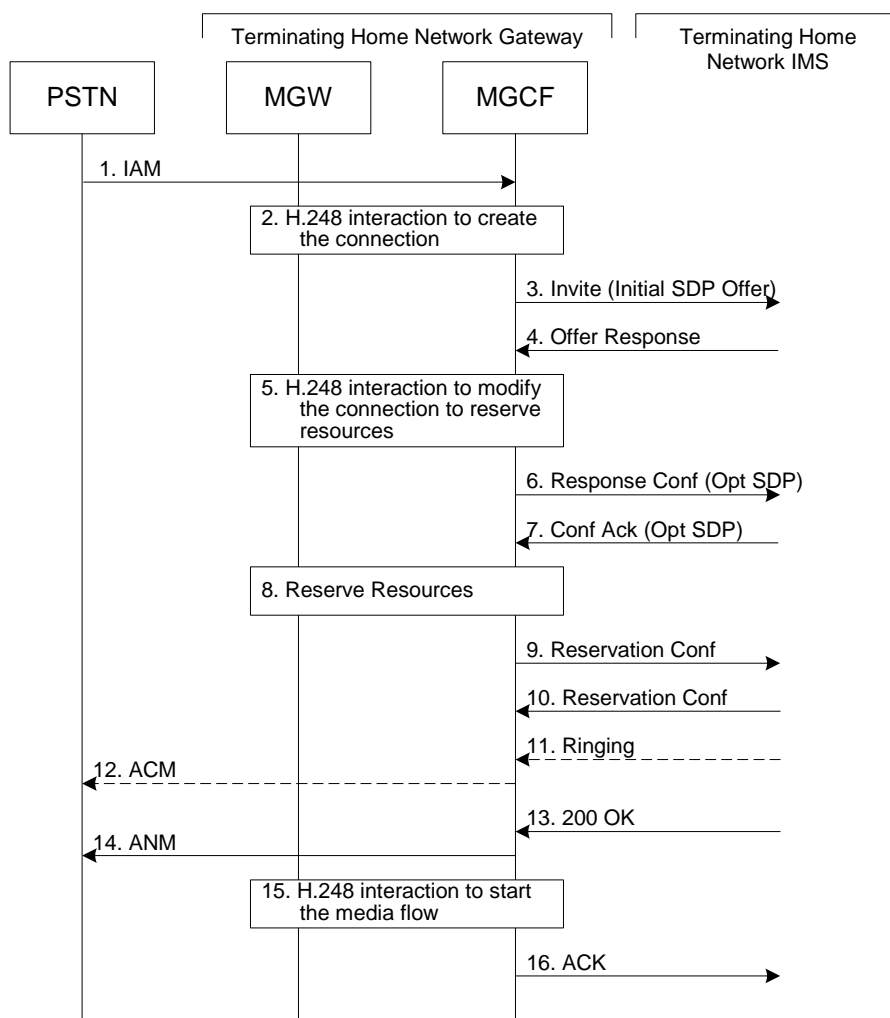 Terminating Home Network Gateway
Terminating Home
Network IMS
PSTN
MGW
MGCF
1. IAM
2. H.248 interaction to create
the connection
3. Invite (Initial SDP Offer)
4. Offer Response
5. H.248 interaction to modify
the connection to reserve
resources
6. Response Conf (Opt SDP)
7. Conf Ack (Opt SDP)
8. Reserve Resources
9. Reservation Conf
10. Reservation Conf
11. Ringing
12. ACM
13. 200 OK
14. ANM
15. H.248 interaction to start
the media flow
16. ACK